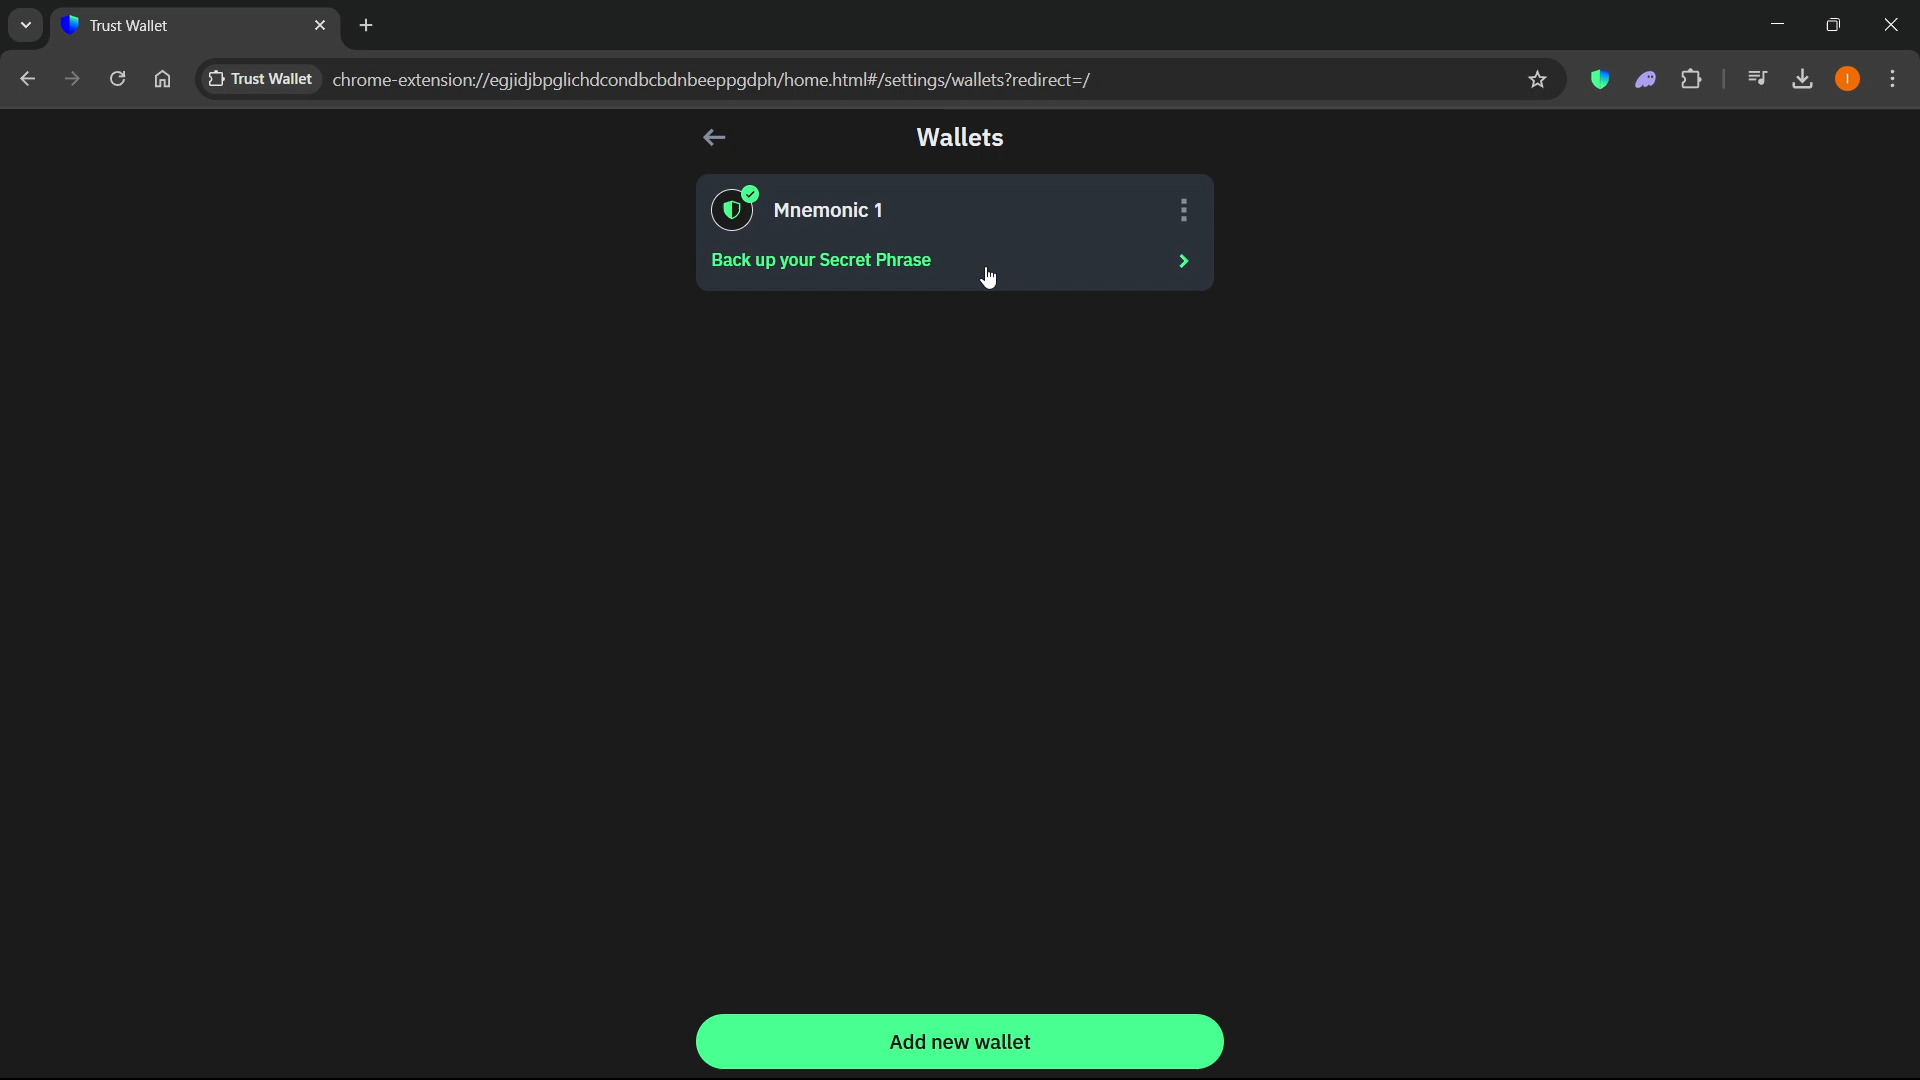 Trust Wallet
Trust Wallet
chrome-extension://egjidjbpglichdcondbcbdnbeeppgdph/home.html#/settings/wallets?redirect=/
I
Wallets
Mnemonic 1
Back up your Secret Phrase
Add new wallet